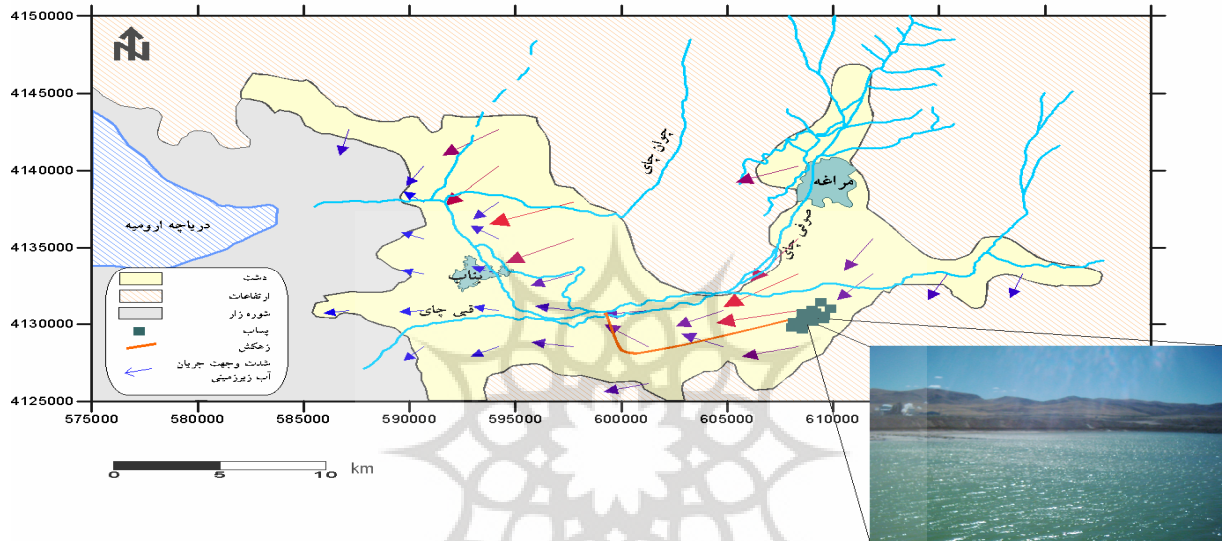 4150000
4145000
4140000
4135000
4130000
4125000
575000
580000
585000
590000
595000
600000
605000
610000
N
چوان چای
مراغه
صوفی چای
دریاچه ارومیه
بناب
قبی چای
دشت
ارتفاعات
شوره زار
پساب
زهکش
شدت وجهت جریان
آب زیرزمینی
0
5
10
km